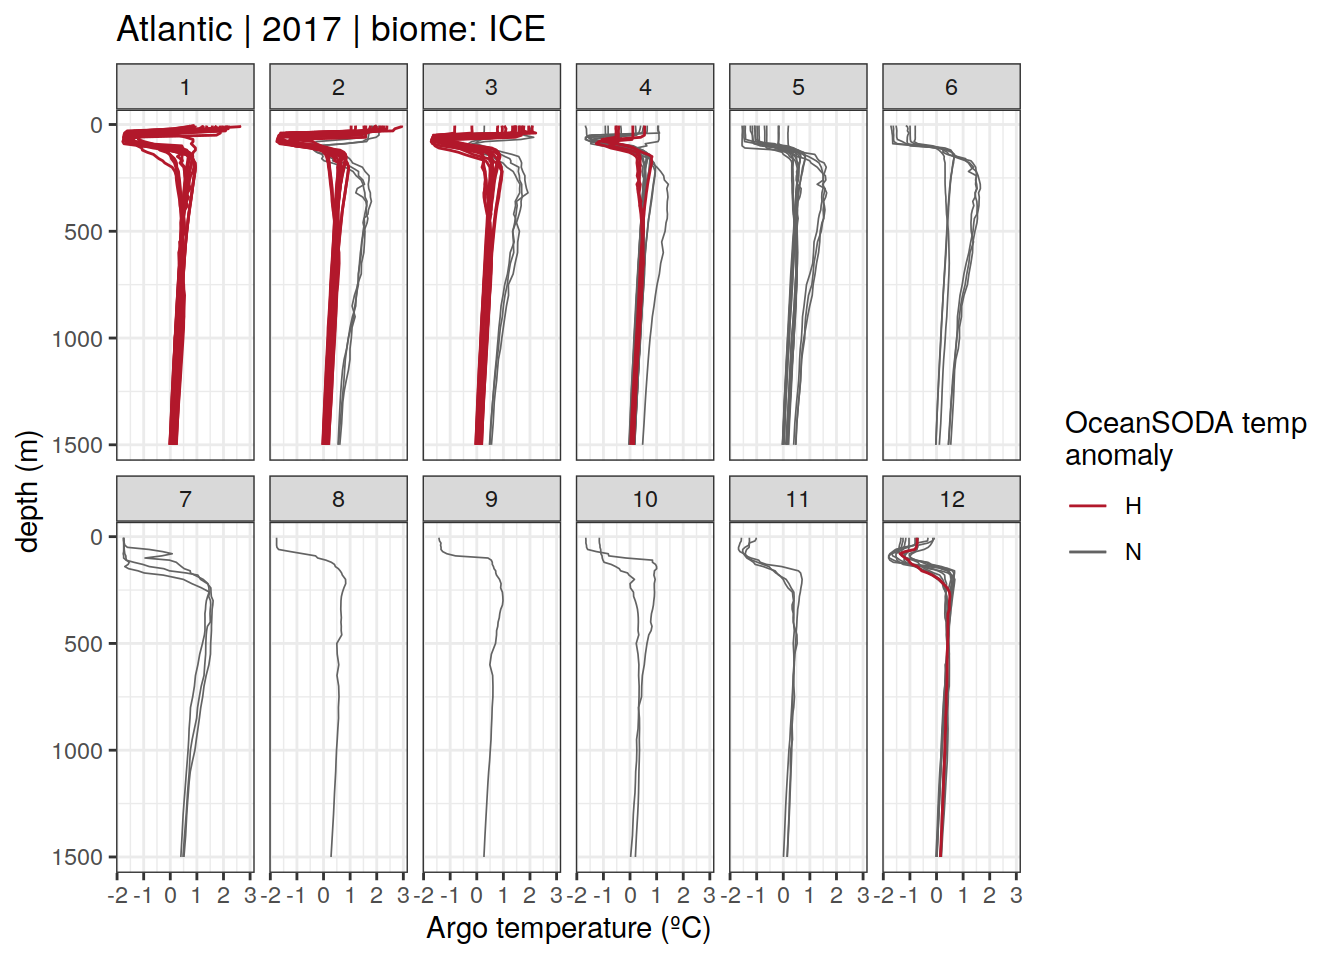 Atlantic | 2017 | biome: ICE
1 2 3 4 5 6
0
500
1000
1500
7 8 9 10 11 12
0
500
1000
1500
-2 -1 0 1 2 3 -2 -1 0 1 2 3 -2 -1 0 1 2 3 -2 -1 0 1 2 3 -2 -1 0 1 2 3 -2 -1 0 1 2 3
Argo temperature (ºC)
depth (m)
OceanSODA temp
anomaly
H
N